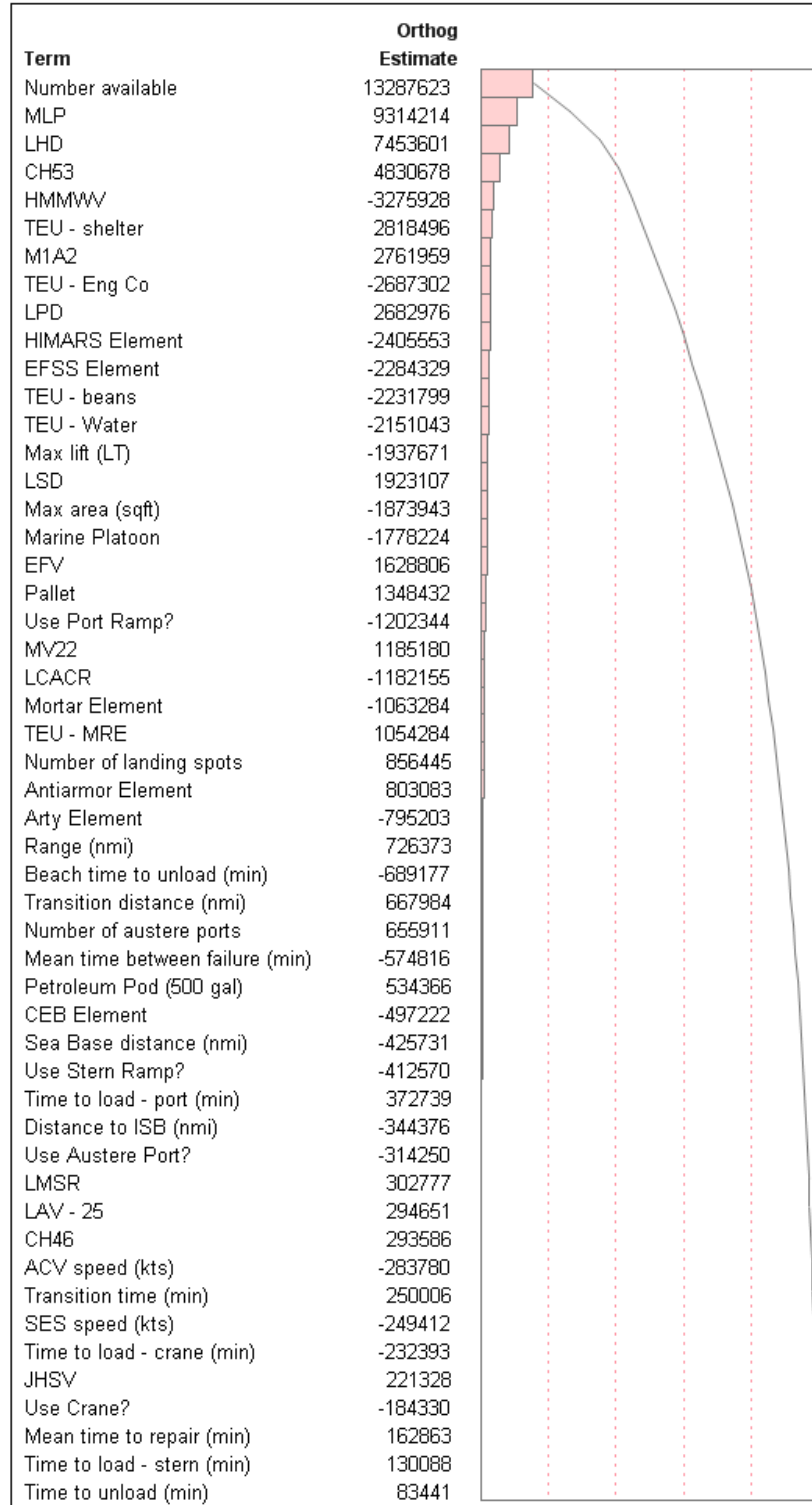 Orthog
Term Estimate
Number available 13287623
MLP 9314214
LHD 7453601
CH53 4830678
HMMWV -3275928
TEU - shelter 2818496
M1A2 2761959
TEU - Eng Co -2687302
LPD 2682976
HIMARS Element -2405553
EFSS Element -2284329
TEU - beans -2231799
TEU - Water -2151043
Max lift (LT) -1937671
LSD 1923107
Max area (sqft) -1873943
Marine Platoon -1778224
EFV 1628806
Pallet 1348432
Use Port Ramp? -1202344
MV22 1185180
LCACR -1182155
Mortar Element -1063284
TEU - MRE 1054284
Number of landing spots 856445
Antiarmor Element 803083
Arty Element -795203
Range (nmi) 726373
Beach time to unload (min) -689177
Transition distance (nmi) 667984
Number of austere ports 655911
Mean time between failure (min) -574816
Petroleum Pod (500 gal) 534366
CEB Element -497222
Sea Base distance (nmi) -425731
Use Stern Ramp? -412570
Time to load - port (min) 372739
Distance to ISB (nmi) -344376
Use Austere Port? -314250
LMSR 302777
LAV - 25 294651
CH46 293586
ACV speed (kts) -283780
Transition time (min) 250006
SES speed (kts) -249412
Time to load - crane (min) -232393
JHSV 221328
Use Crane? -184330
Mean time to repair (min) 162863
Time to load - stern (min) 130088
Time to unload (min) 83441